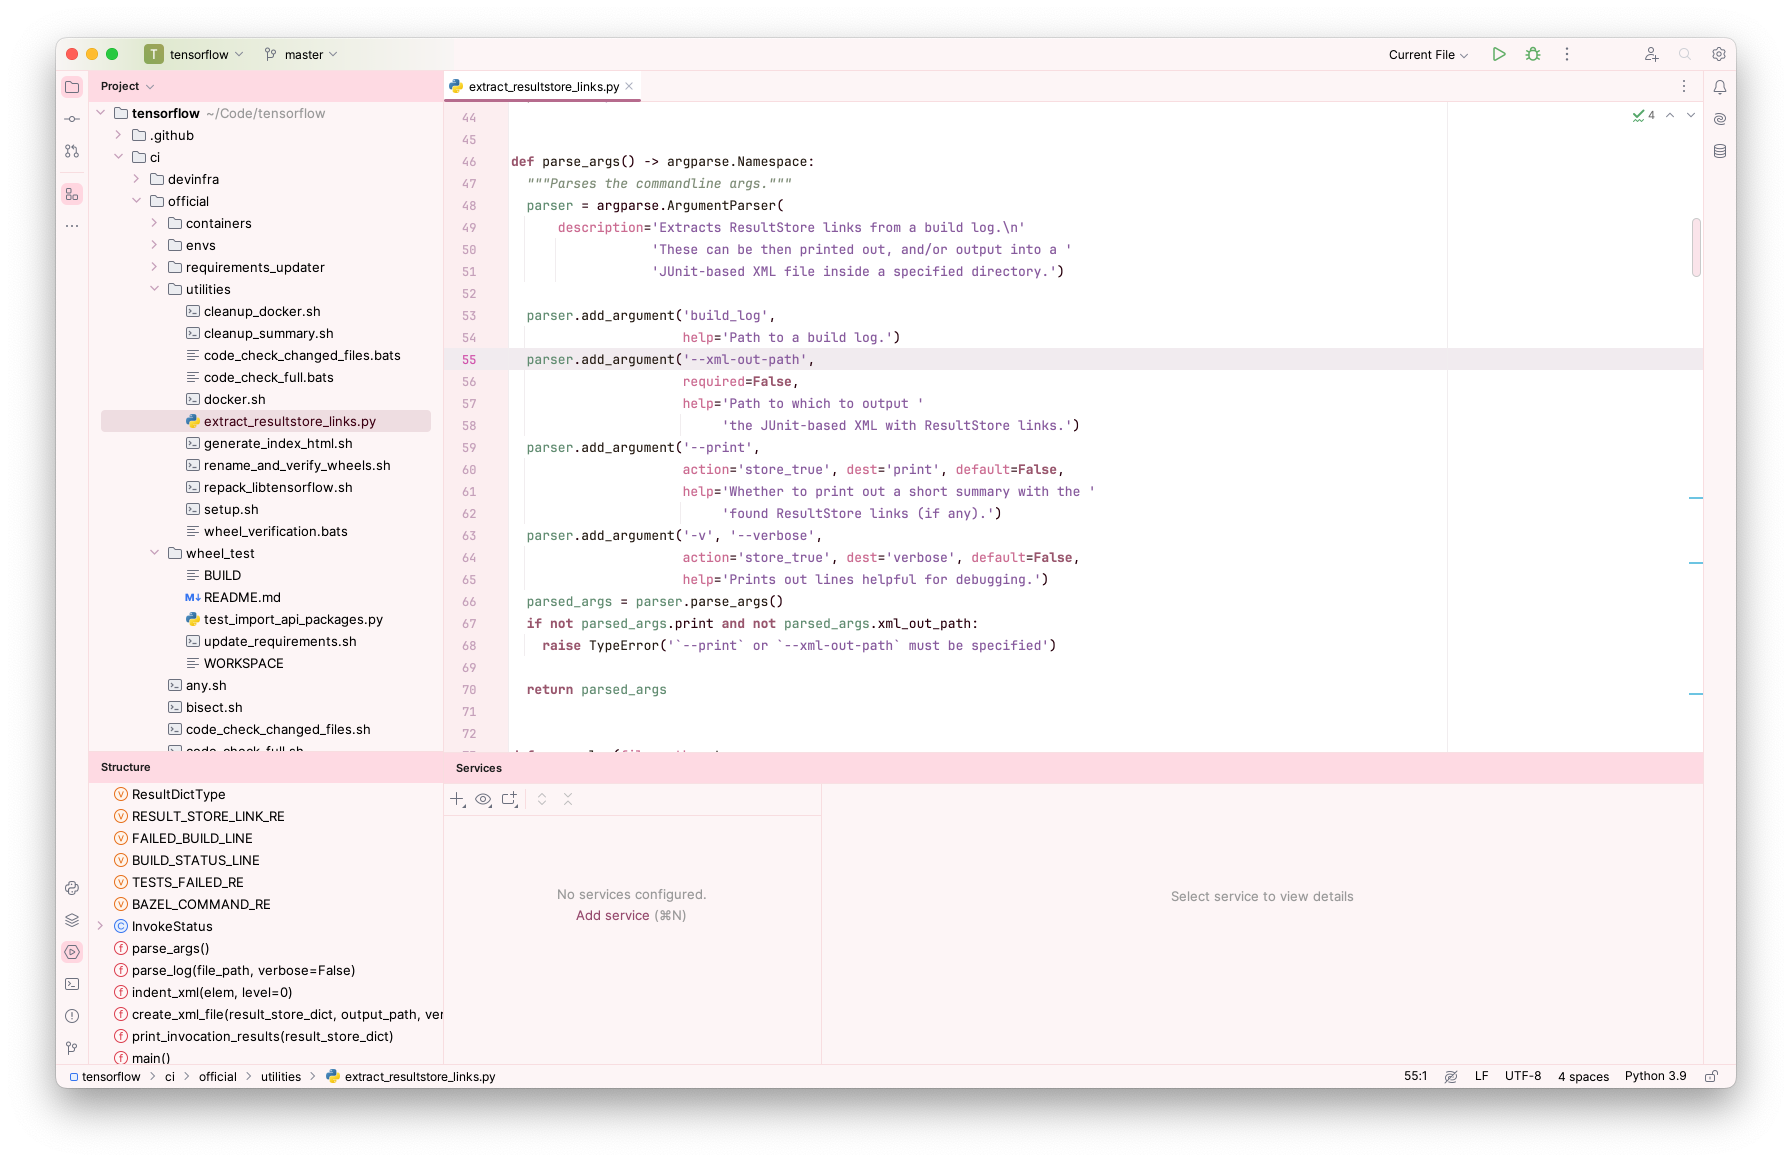 T tensorflow master Current File
Project
extract_resultstore_links.py
tensorflow ~/Code/tensorflow
.github
ci
devinfra
official
containers
envs
requirements_updater
utilities
cleanup_docker.sh
cleanup_summary.sh
code_check_changed_files.bats
code_check_full.bats
docker.sh
extract_resultstore_links.py
generate_index_html.sh
rename_and_verify_wheels.sh
repack_libtensorflow.sh
setup.sh
wheel_verification.bats
wheel_test
BUILD
M↓ README.md
test_import_api_packages.py
update_requirements.sh
WORKSPACE
any.sh
bisect.sh
code_check_changed_files.sh
code_check_full.sh
4
44
45
46 def parse_args() -> argparse.Namespace:
47 """Parses the commandline args."""
48 parser = argparse.ArgumentParser(
49 description='Extracts ResultStore links from a build log.\n'
50 'These can be then printed out, and/or output into a '
51 'JUnit-based XML file inside a specified directory.')
52
53 parser.add_argument('build_log',
54 help='Path to a build log.')
55 parser.add_argument('--xml-out-path',
56 required=False,
57 help='Path to which to output '
58 'the JUnit-based XML with ResultStore links.')
59 parser.add_argument('--print',
60 action='store_true', dest='print', default=False,
61 help='Whether to print out a short summary with the '
62 'found ResultStore links (if any).')
63 parser.add_argument('-v', '--verbose',
64 action='store_true', dest='verbose', default=False,
65 help='Prints out lines helpful for debugging.')
66 parsed_args = parser.parse_args()
67 if not parsed_args.print and not parsed_args.xml_out_path:
68 raise TypeError('`--print` or `--xml-out-path` must be specified')
69
70 return parsed_args
71
72
Structure
V ResultDictType
V RESULT_STORE_LINK_RE
V FAILED_BUILD_LINE
V BUILD_STATUS_LINE
V TESTS_FAILED_RE
V BAZEL_COMMAND_RE
C InvokeStatus
f parse_args()
f parse_log(file_path, verbose=False)
f indent_xml(elem, level=0)
f create_xml_file(result_store_dict, output_path, ver
f print_invocation_results(result_store_dict)
f main()
Services
No services configured.
Add service (⌘N)
Select service to view details
tensorflow > ci > official > utilities > extract_resultstore_links.py
55:1 LF UTF-8 4 spaces Python 3.9